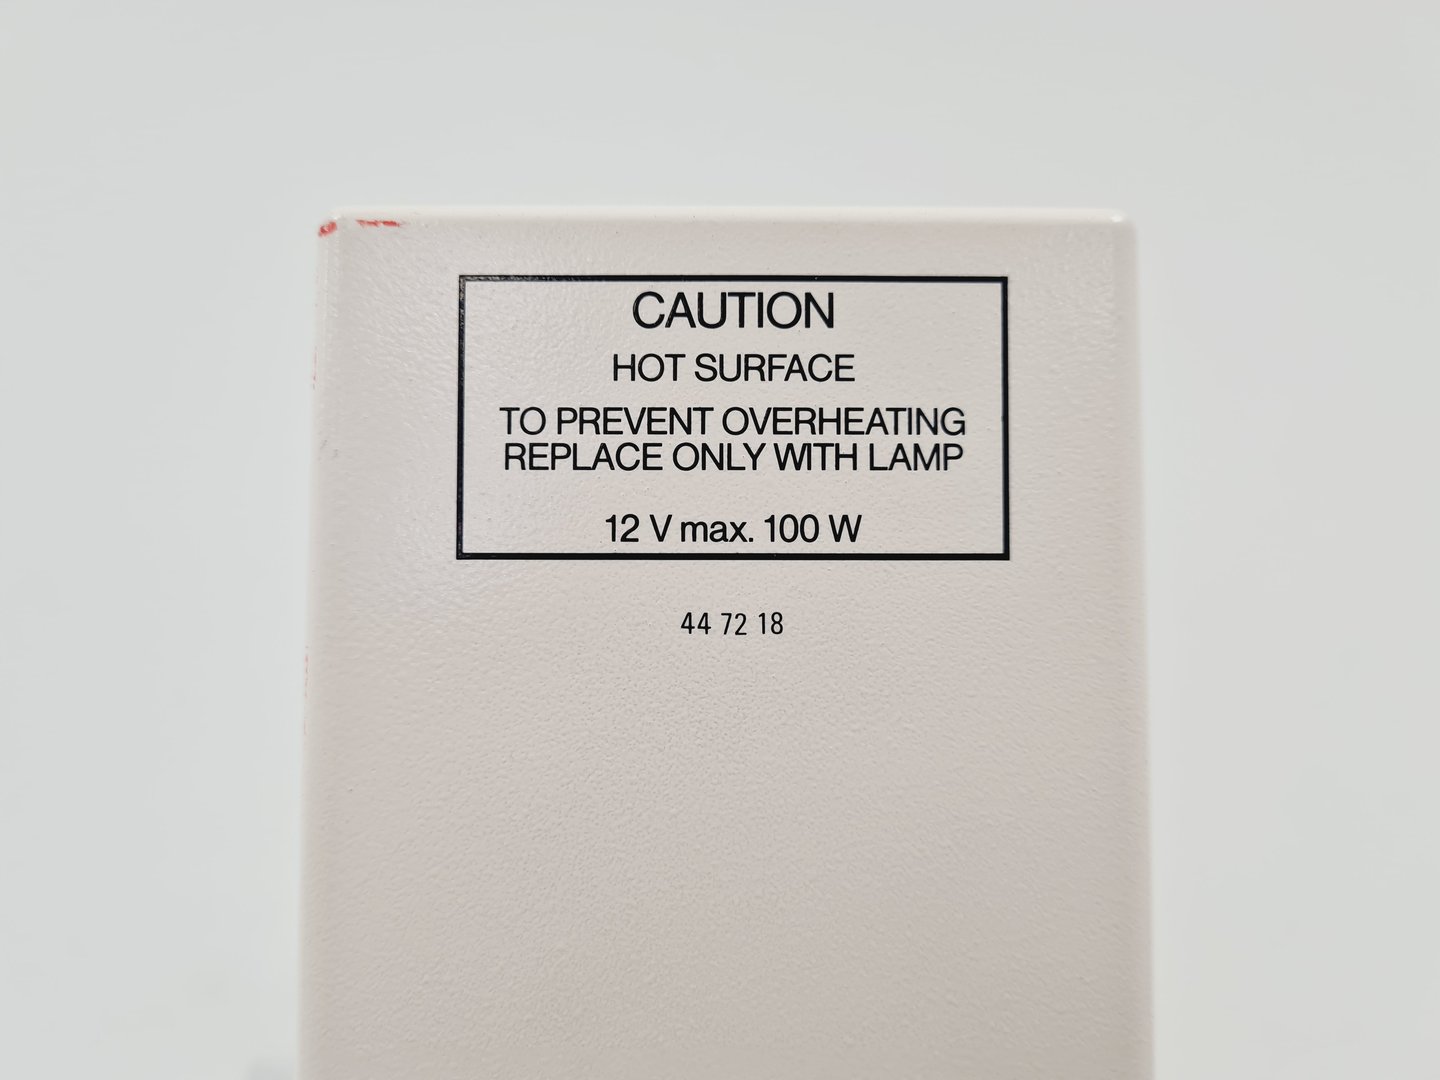 CAUTION
HOT SURFACE
TO PREVENT OVERHEATING
REPLACE ONLY WITH LAMP
12 V max. 100 W
44 72 18